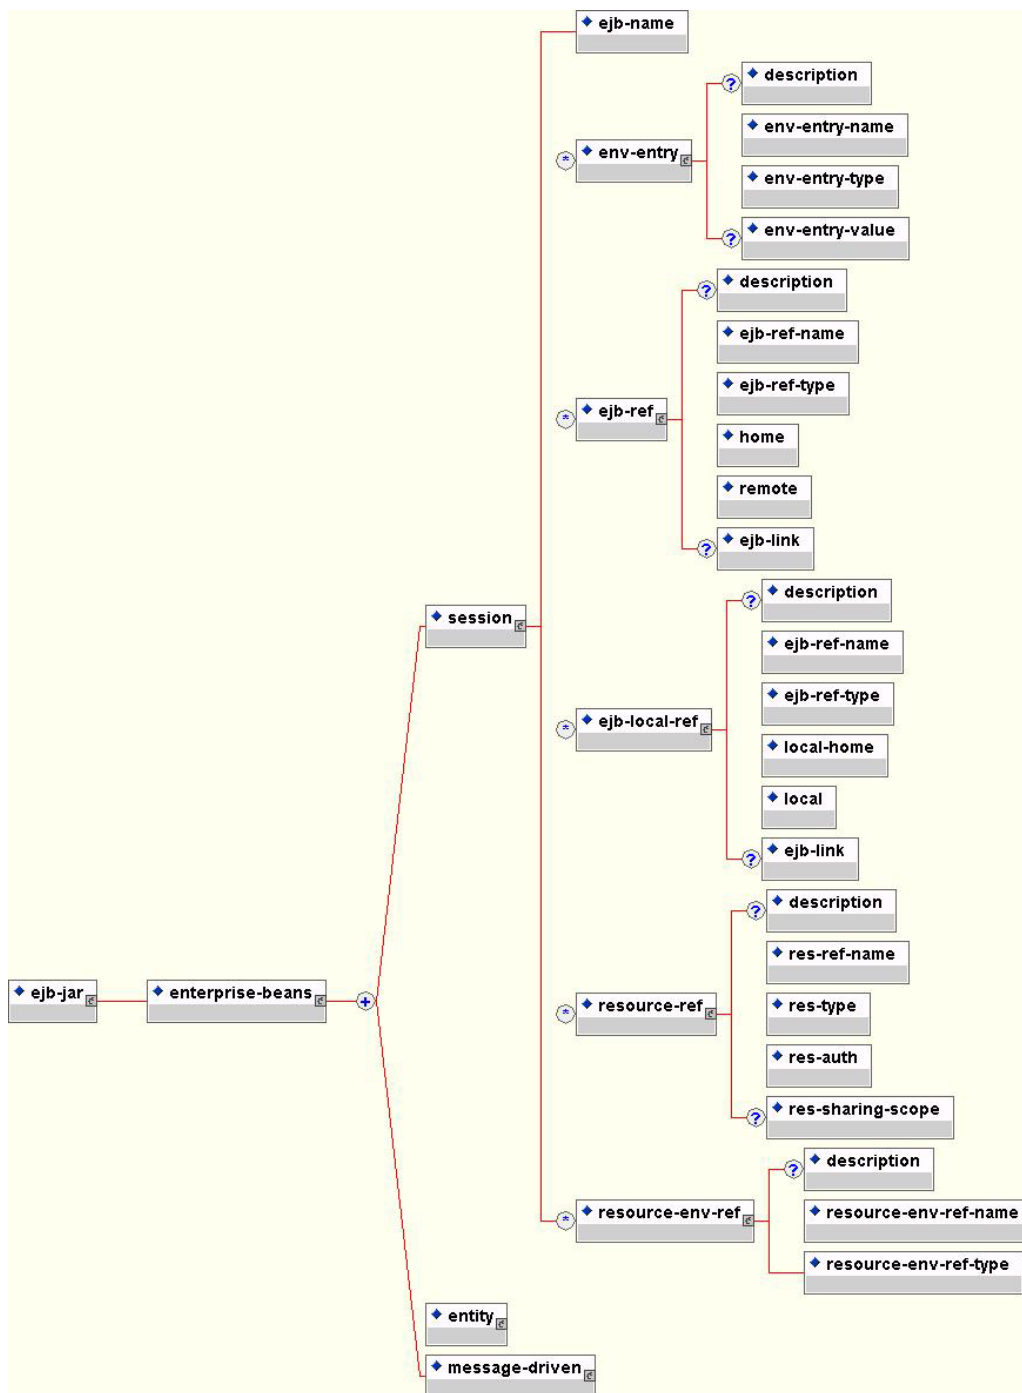 ejb-name
? description
env-entry-name
* env-entry
env-entry-type
? env-entry-value
? description
ejb-ref-name
ejb-ref-type
* ejb-ref
home
remote
? ejb-link
? description
session
ejb-ref-name
ejb-ref-type
* ejb-local-ref
local-home
local
? ejb-link
? description
res-ref-name
ejb-jar
enterprise-beans
+
* resource-ref
res-type
res-auth
? res-sharing-scope
? description
* resource-env-ref
resource-env-ref-name
resource-env-ref-type
entity
message-driven